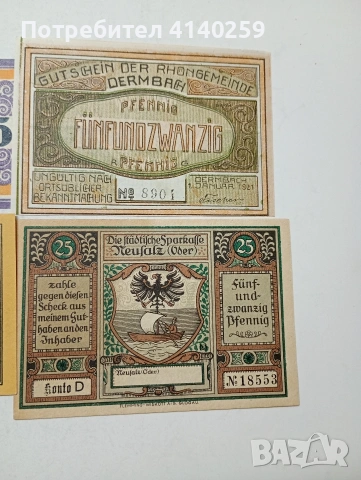 Потребител 4140259
GUTSCHEIN DER RHÖNGEMEINDE
DERMBACH
PFENNIG
FÜNFUNDZWANZIG
PFENNIG
UNGÜLTIG NACH
ORTSÜBLICHER
BEKANNTMACHUNG
No 8904
DERMBACH
1. JANUAR 1921
25
Die städtische Sparkasse
Neusalz (Oder)
25
zahle
gegen diesen
Scheck aus
meinem Gut-
haben an den
Inhaber
Fünf-
und-
zwanzig
Pfennig
Konto D
Neusalz (Oder)
No 18553
BAZAR
bg